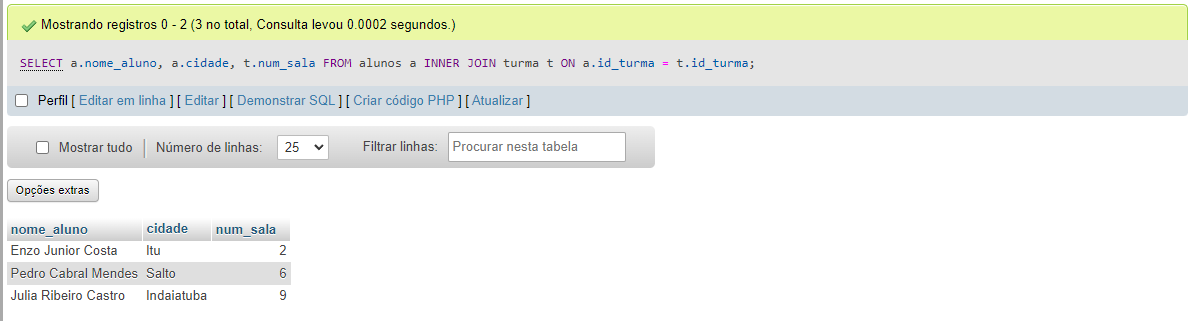 Mostrando registros 0 - 2 (3 no total, Consulta levou 0.0002 segundos.)
SELECT a.nome_aluno, a.cidade, t.num_sala FROM alunos a INNER JOIN turma t ON a.id_turma = t.id_turma;
Perfil [ Editar em linha ] [ Editar ] [ Demonstrar SQL ] [ Criar código PHP ] [ Atualizar ]
Mostrar tudo Número de linhas: 25 Filtrar linhas: Procurar nesta tabela
Opções extras
nome_aluno cidade num_sala
Enzo Junior Costa Itu 2
Pedro Cabral Mendes Salto 6
Julia Ribeiro Castro Indaiatuba 9